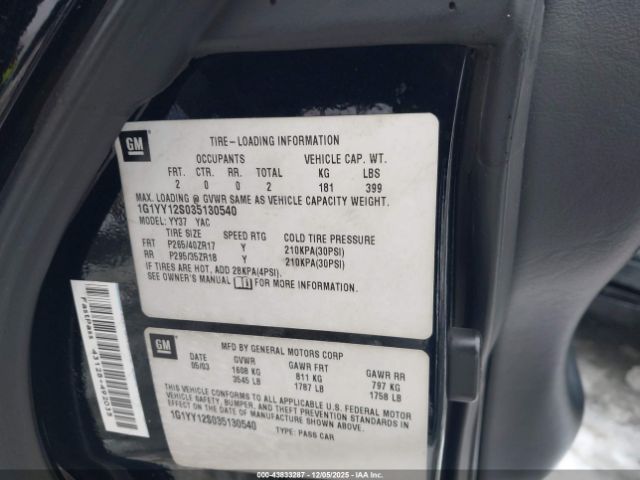 GM
TIRE-LOADING INFORMATION
OCCUPANTS VEHICLE CAP. WT.
FRT. CTR. RR. TOTAL KG LBS
2 0 0 2 181 399
MAX. LOADING @ GVWR SAME AS VEHICLE CAPACITY WEIGHT.
1G1YY12S035130540
MODEL: YY37 YAC
TIRE SIZE SPEED RTG COLD TIRE PRESSURE
FRT P265/40ZR17 Y 210KPA(30PSI)
RR P295/35ZR18 Y 210KPA(30PSI)
IF TIRES ARE HOT, ADD 28KPA(4PSI).
SEE OWNER'S MANUAL FOR MORE INFORMATION.
FastPass
GM
MFD BY GENERAL MOTORS CORP
DATE GVWR GAWR FRT GAWR RR
05/03 1608 KG 811 KG 797 KG
3545 LB 1787 LB 1758 LB
THIS VEHICLE CONFORMS TO ALL APPLICABLE U.S. FEDERAL MOTOR
VEHICLE SAFETY, BUMPER, AND THEFT PREVENTION STANDARDS
IN EFFECT ON THE DATE OF MANUFACTURE SHOWN ABOVE.
1G1YY12S035130540
TYPE: PASS CAR
000-43833287 - 12/05/2025 - IAAI.com